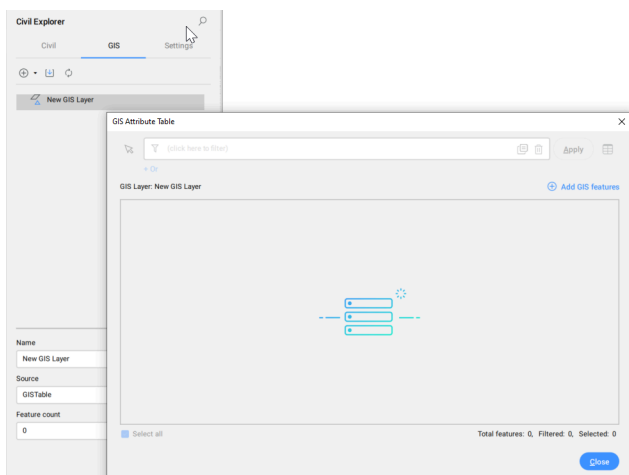 Civil Explorer
Civil GIS Settings
New GIS Layer
GIS Attribute Table
(click here to filter)
Apply
+ Or
GIS Layer: New GIS Layer
Add GIS features
Name
New GIS Layer
Source
GISTable
Feature count
0
Select all
Total features: 0, Filtered: 0, Selected: 0
Close